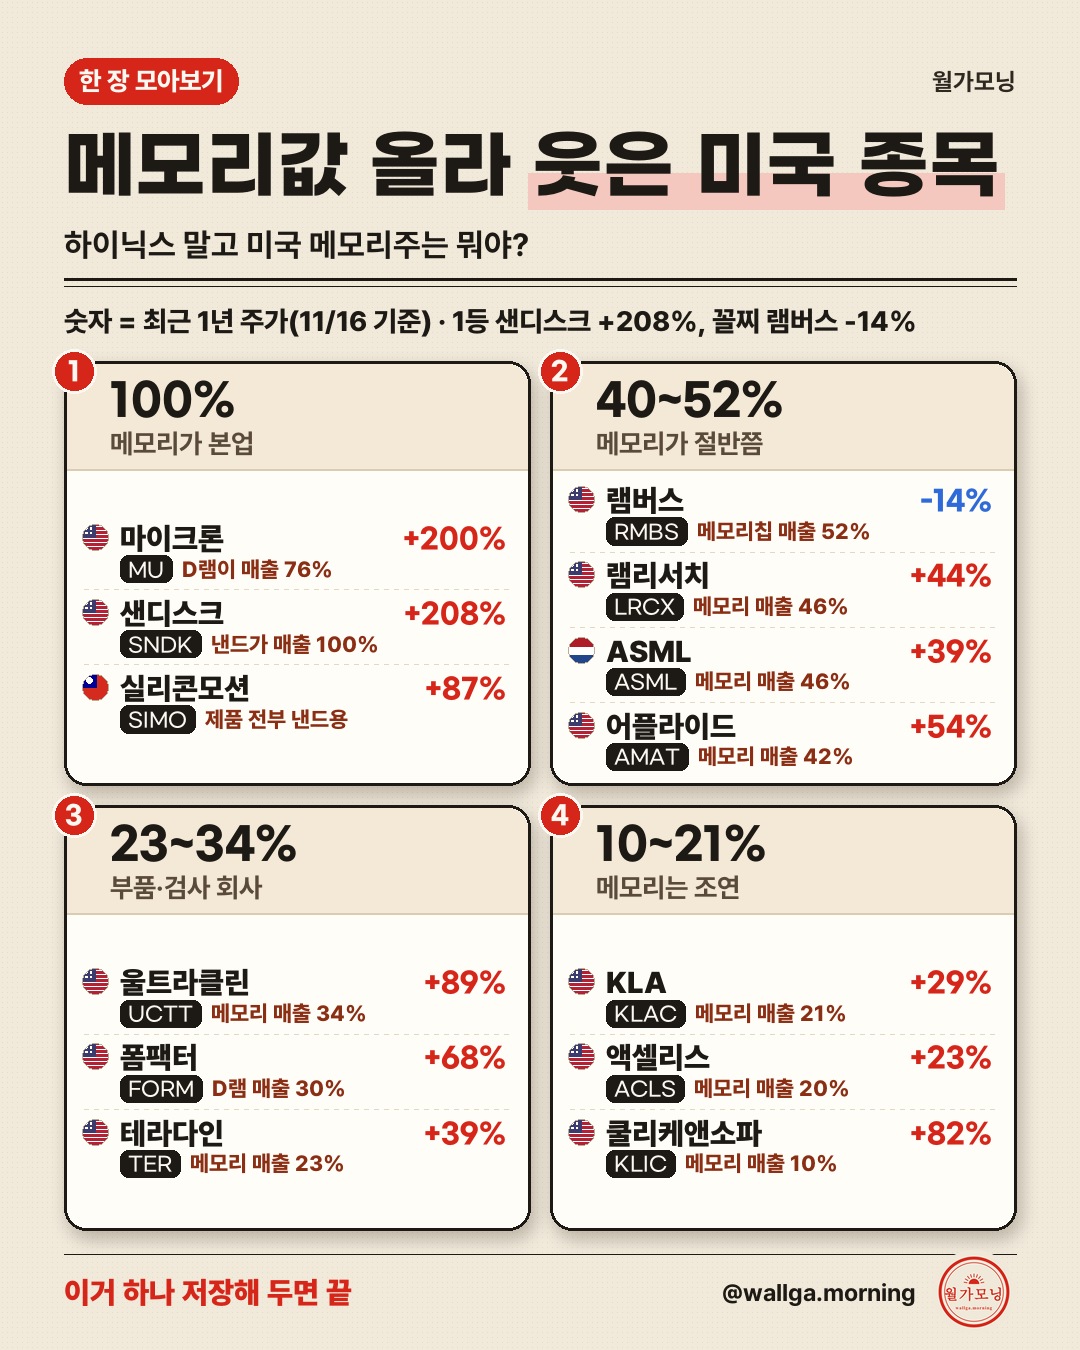 한 장 모아보기
월가모닝
메모리값 올라 웃은 미국 종목
하이닉스 말고 미국 메모리주는 뭐야?
숫자 = 최근 1년 주가(11/16 기준) · 1등 샌디스크 +208%, 꼴찌 램버스 -14%
1
100%
메모리가 본업
마이크론 +200%
MU D램이 매출 76%
샌디스크 +208%
SNDK 낸드가 매출 100%
실리콘모션 +87%
SIMO 제품 전부 낸드용
2
40~52%
메모리가 절반쯤
램버스 -14%
RMBS 메모리칩 매출 52%
램리서치 +44%
LRCX 메모리 매출 46%
ASML +39%
ASML 메모리 매출 46%
어플라이드 +54%
AMAT 메모리 매출 42%
3
23~34%
부품·검사 회사
울트라클린 +89%
UCTT 메모리 매출 34%
폼팩터 +68%
FORM D램 매출 30%
테라다인 +39%
TER 메모리 매출 23%
4
10~21%
메모리는 조연
KLA +29%
KLAC 메모리 매출 21%
액셀리스 +23%
ACLS 메모리 매출 20%
쿨리케앤소파 +82%
KLIC 메모리 매출 10%
이거 하나 저장해 두면 끝
@wallga.morning
월가모닝
wallga.morning